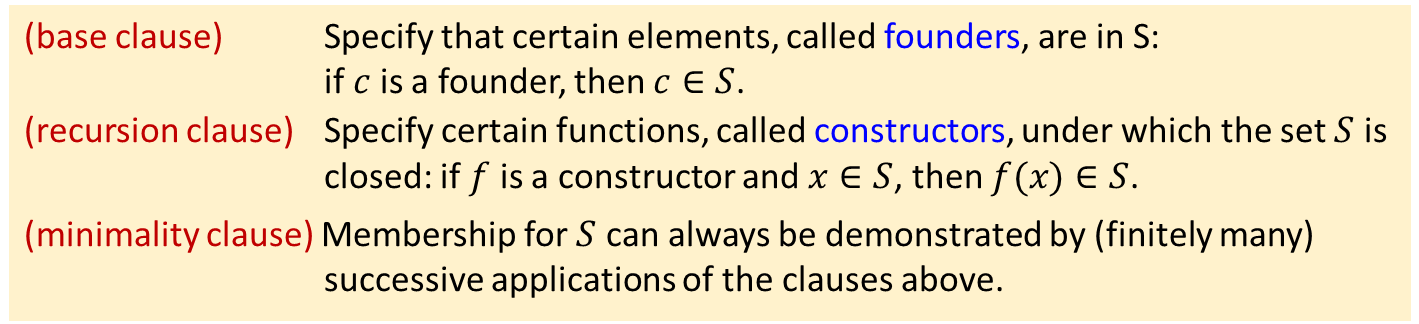 (base clause) Specify that certain elements, called founders, are in S:
if 𝑐 is a founder, then 𝑐 ∈ 𝑆.
(recursion clause) Specify certain functions, called constructors, under which the set 𝑆 is
closed: if 𝑓 is a constructor and 𝑥 ∈ 𝑆, then 𝑓(𝑥) ∈ 𝑆.
(minimality clause) Membership for 𝑆 can always be demonstrated by (finitely many)
successive applications of the clauses above.